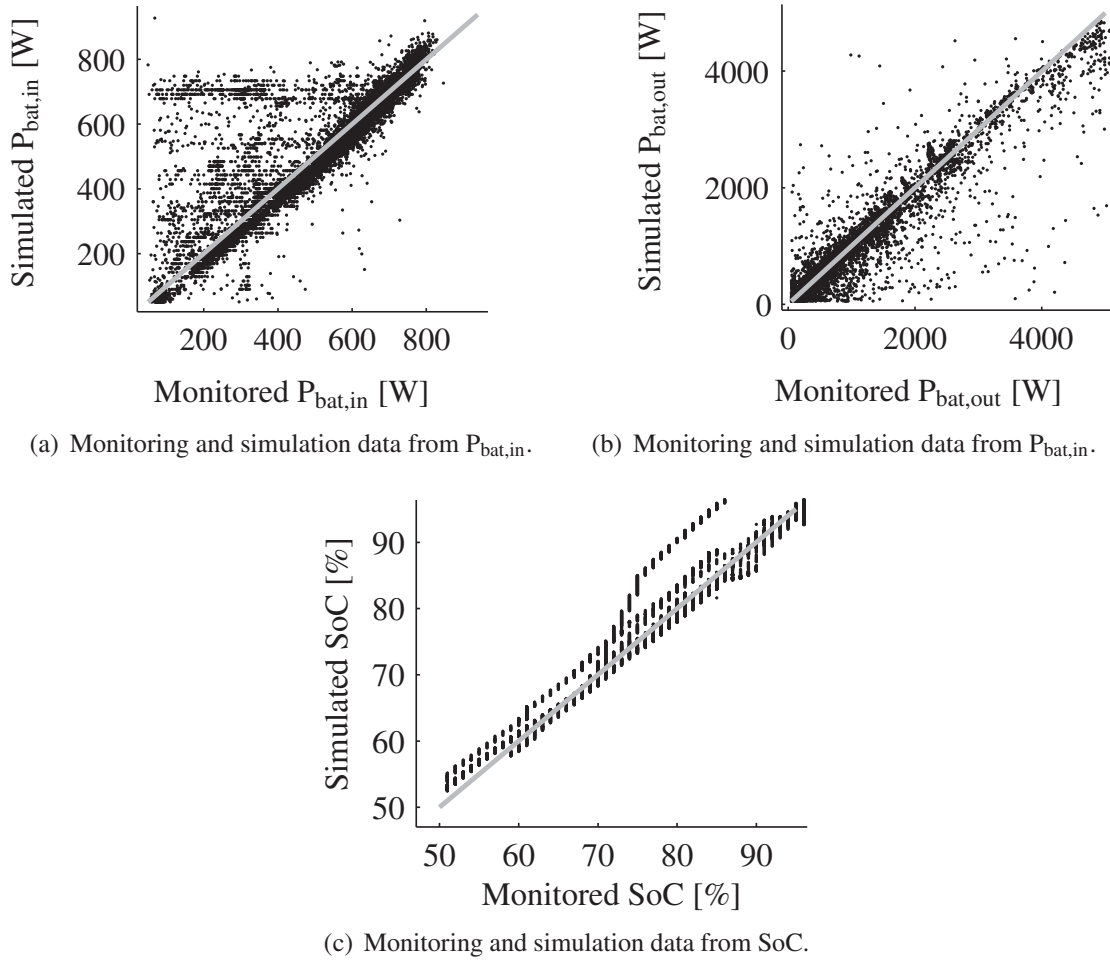 Simulated P_bat,in [W]
800
600
400
200
200 400 600 800
Monitored P_bat,in [W]
(a) Monitoring and simulation data from P_bat,in.
Simulated P_bat,out [W]
4000
2000
0
0 2000 4000
Monitored P_bat,out [W]
(b) Monitoring and simulation data from P_bat,in.
Simulated SoC [%]
90
80
70
60
50
50 60 70 80 90
Monitored SoC [%]
(c) Monitoring and simulation data from SoC.